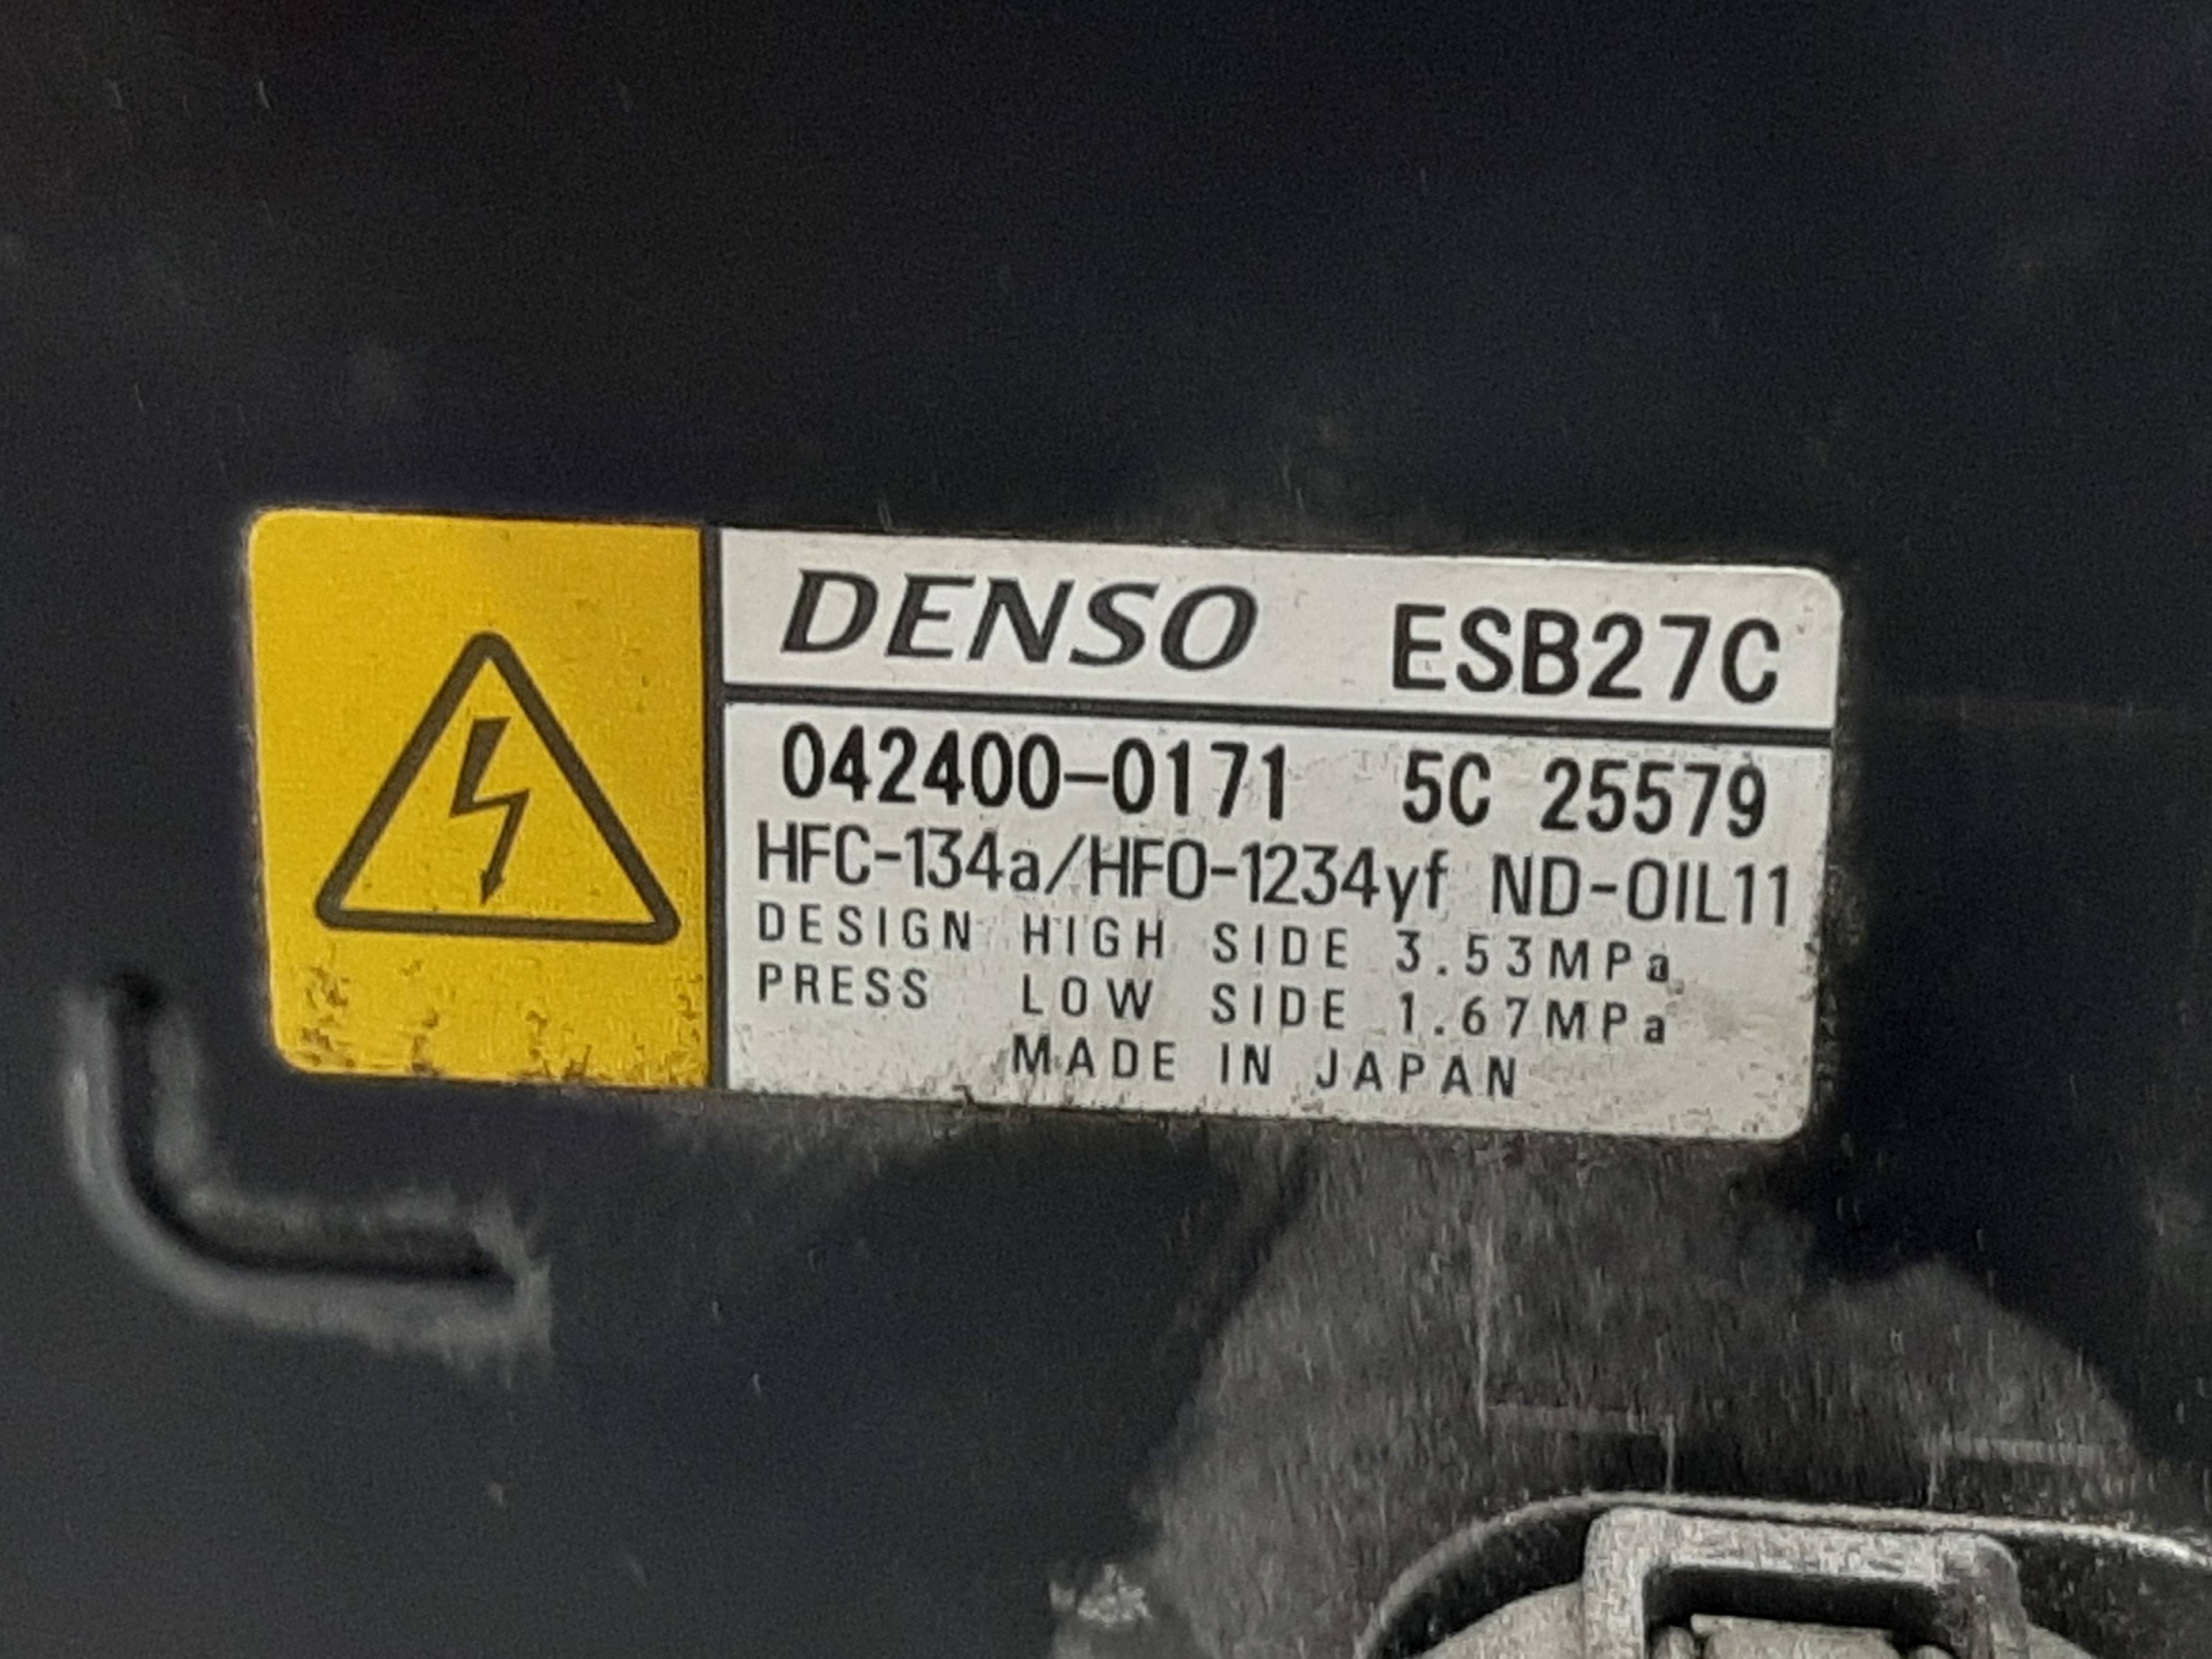 DENSO ESB27C
042400-0171 5C 25579
HFC-134a/HFO-1234yf ND-OIL11
DESIGN HIGH SIDE 3.53MPa
PRESS LOW SIDE 1.67MPa
MADE IN JAPAN